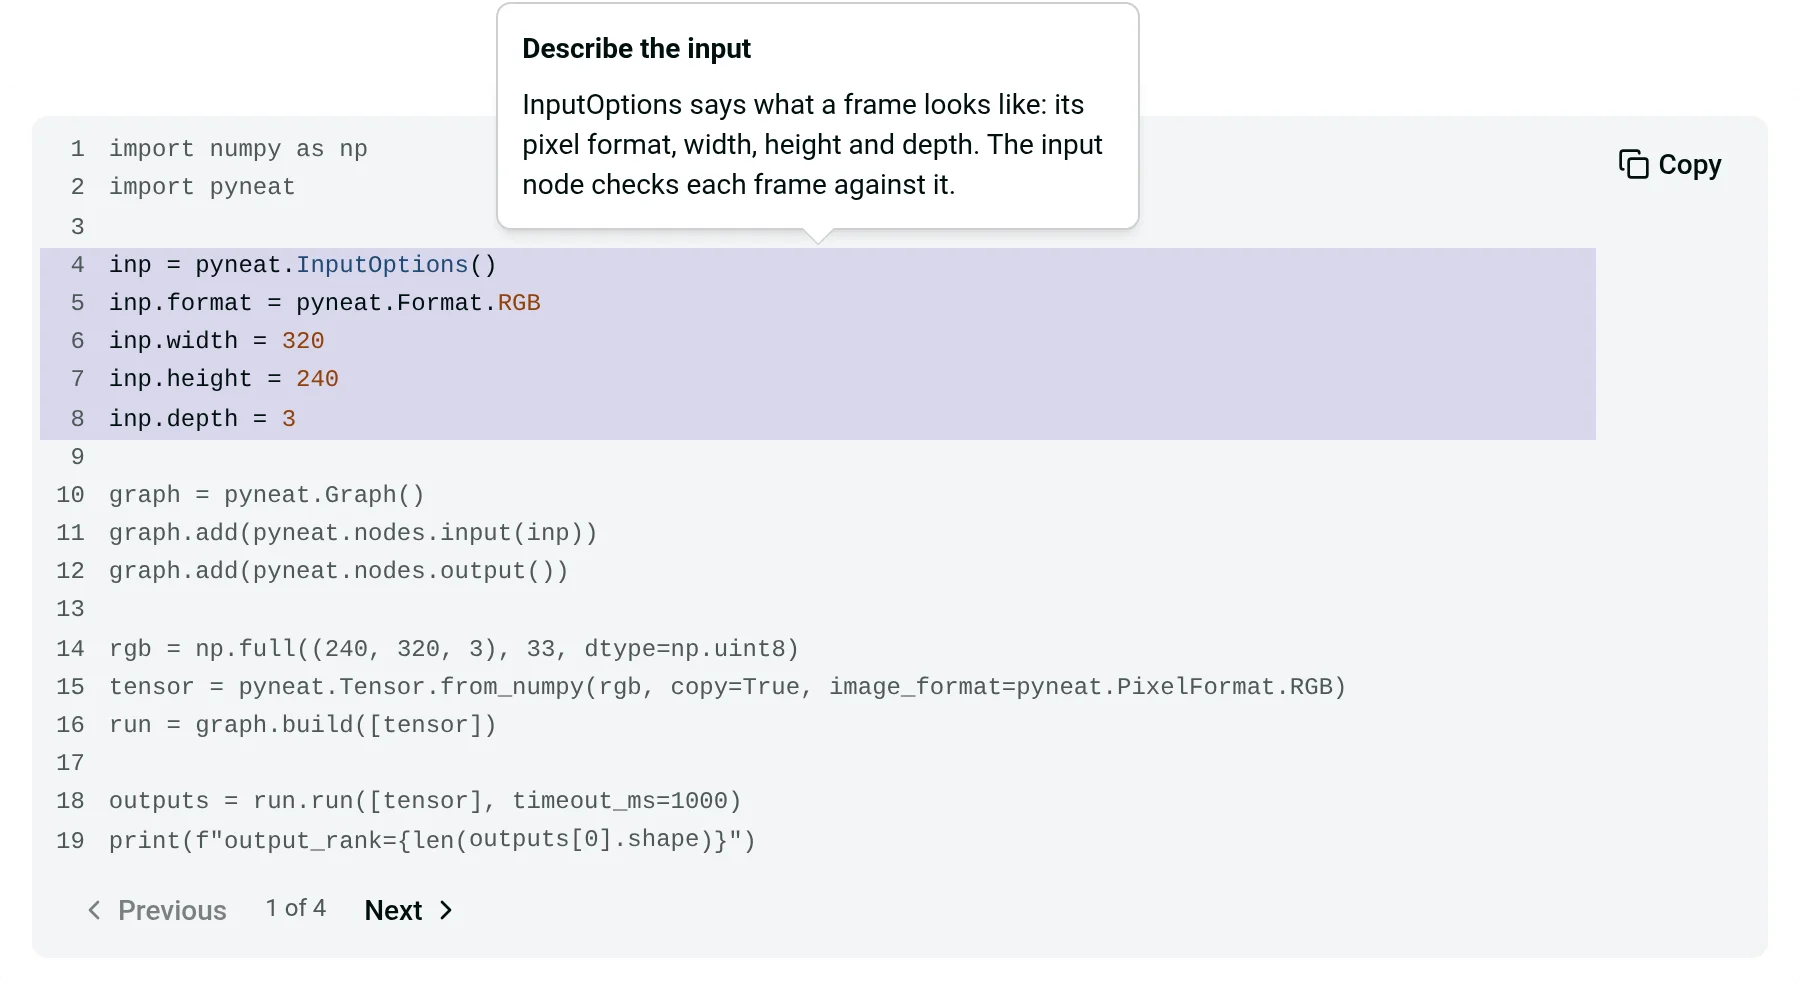 Describe the input
InputOptions says what a frame looks like: its
pixel format, width, height and depth. The input
node checks each frame against it.
Copy
1 import numpy as np
2 import pyneat
3
4 inp = pyneat.InputOptions()
5 inp.format = pyneat.Format.RGB
6 inp.width = 320
7 inp.height = 240
8 inp.depth = 3
9
10 graph = pyneat.Graph()
11 graph.add(pyneat.nodes.input(inp))
12 graph.add(pyneat.nodes.output())
13
14 rgb = np.full((240, 320, 3), 33, dtype=np.uint8)
15 tensor = pyneat.Tensor.from_numpy(rgb, copy=True, image_format=pyneat.PixelFormat.RGB)
16 run = graph.build([tensor])
17
18 outputs = run.run([tensor], timeout_ms=1000)
19 print(f"output_rank={len(outputs[0].shape)}")
Previous 1 of 4 Next